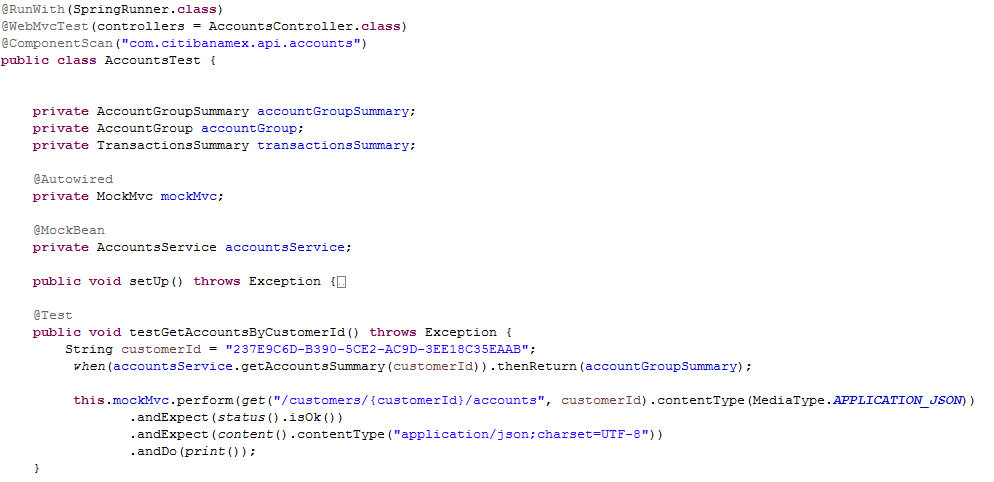 @RunWith(SpringRunner.class)
@WebMvcTest(controllers = AccountsController.class)
@ComponentScan("com.citibanamex.api.accounts")
public class AccountsTest {
private AccountGroupSummary accountGroupSummary;
private AccountGroup accountGroup;
private TransactionsSummary transactionsSummary;
@Autowired
private MockMvc mockMvc;
@MockBean
private AccountsService accountsService;
public void setUp() throws Exception {
@Test
public void testGetAccountsByCustomerId() throws Exception {
String customerId = "237E9C6D-B390-5CE2-AC9D-3EE18C35EAAB";
when(accountsService.getAccountsSummary(customerId)).thenReturn(accountGroupSummary);
this.mockMvc.perform(get("/customers/{customerId}/accounts", customerId).contentType(MediaType.APPLICATION_JSON))
.andExpect(status().isOk())
.andExpect(content().contentType("application/json;charset=UTF-8"))
.andDo(print());
}